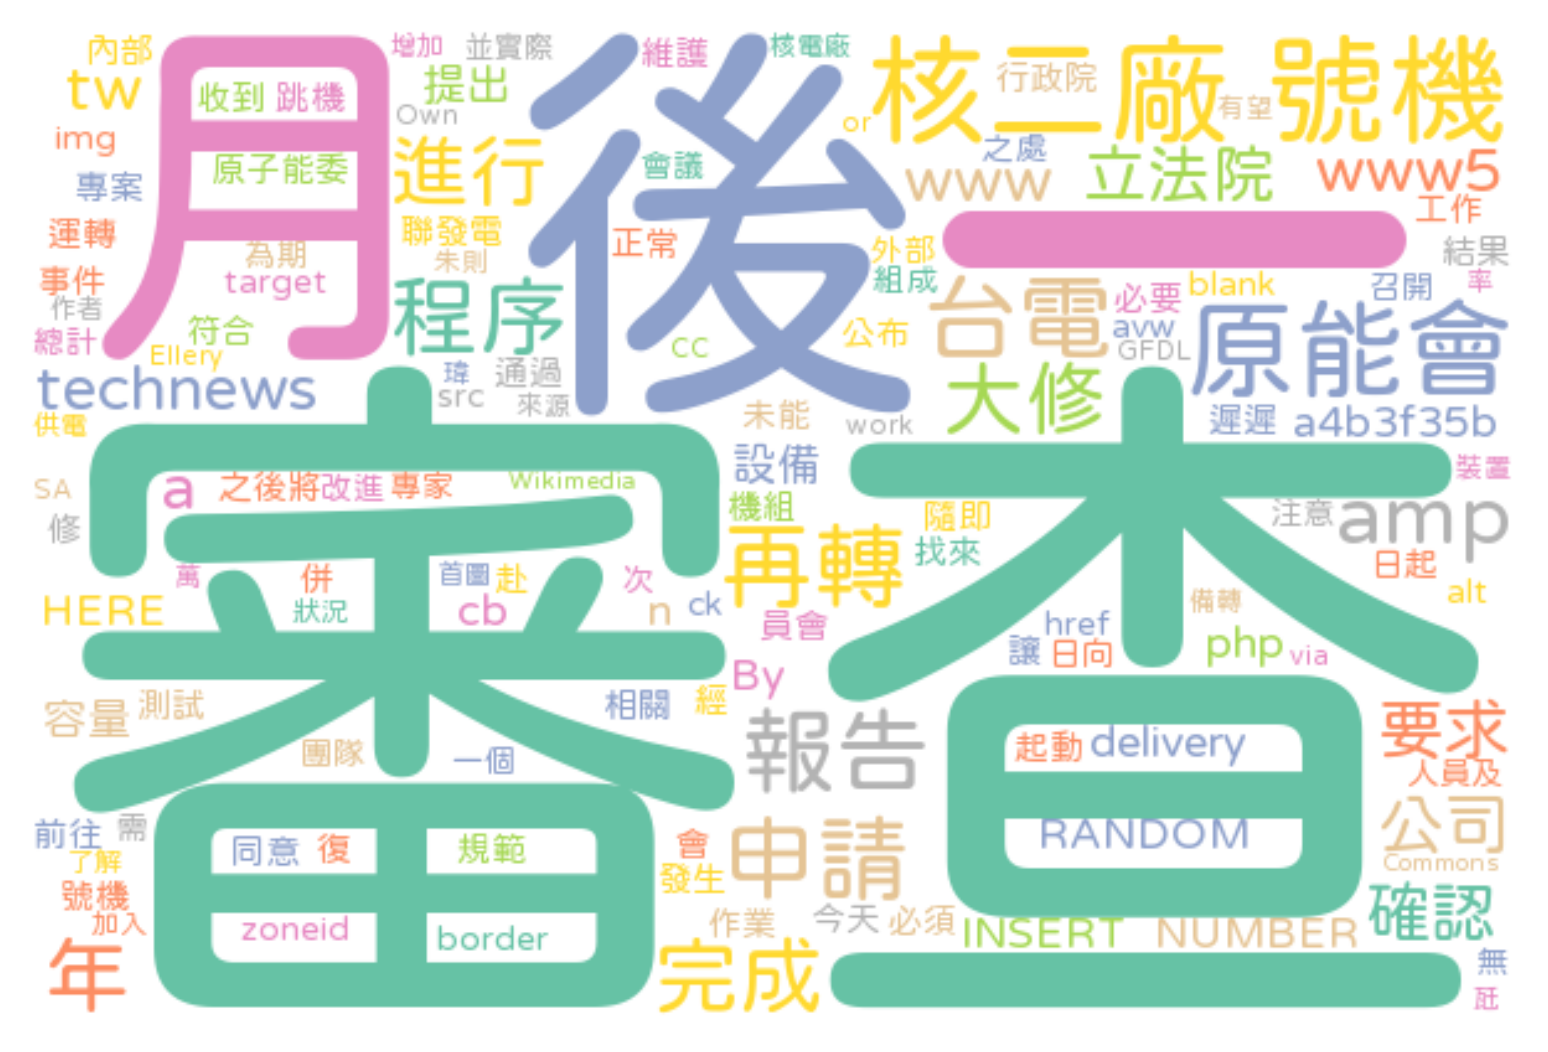 內部
增加
並實際
維護
核電廠
核二廠
號機
tw
月
收到
跳機
提出
後
行政院
有望
Own
or
img
原子能委
進行
會議
之處
立法院
www
www5
專案
工作
運轉
為期
聯發電
朱則
正常
外部
一
結果
事件
target
程序
組成
台電
必要
blank
召開
率
作者
總計
符合
Ellery
CC
公布
avw
GFDL
原能會
technews
瑋
src
通過
來源
大修
供電
未能
work
遲遲
a4b3f35b
審
查
設備
裝置
SA
a
之後將
改進
專家
Wikimedia
機組
隨即
注意
amp
修
再轉
找來
日起
萬
併
首圖
赴
次
alt
HERE
狀況
cb
n
ck
員會
備轉
href
讓
日向
php
via
By
容量
測試
相關
經
報告
要求
團隊
一個
起動
delivery
人員及
前往
需
同意
復
規範
會
申請
RANDOM
公司
Commons
了解
發生
號機
加入
zoneid
border
作業
今天
必須
INSERT
NUMBER
確認
年
完成
無
瓩